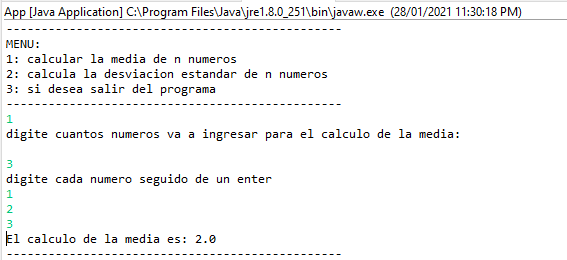 App [Java Application] C:\Program Files\Java\jre1.8.0_251\bin\javaw.exe (28/01/2021 11:30:18 PM)
------------------------------------------------
MENU:
1: calcular la media de n numeros
2: calcula la desviacion estandar de n numeros
3: si desea salir del programa
------------------------------------------------
1
digite cuantos numeros va a ingresar para el calculo de la media:
3
digite cada numero seguido de un enter
1
2
3
El calculo de la media es: 2.0
------------------------------------------------